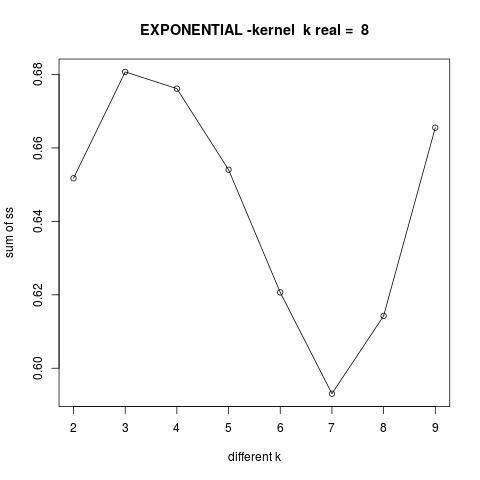 EXPONENTIAL -kernel  k real =  8
0.68
0.66
0.64
0.62
0.60
sum of ss
2 3 4 5 6 7 8 9
different k